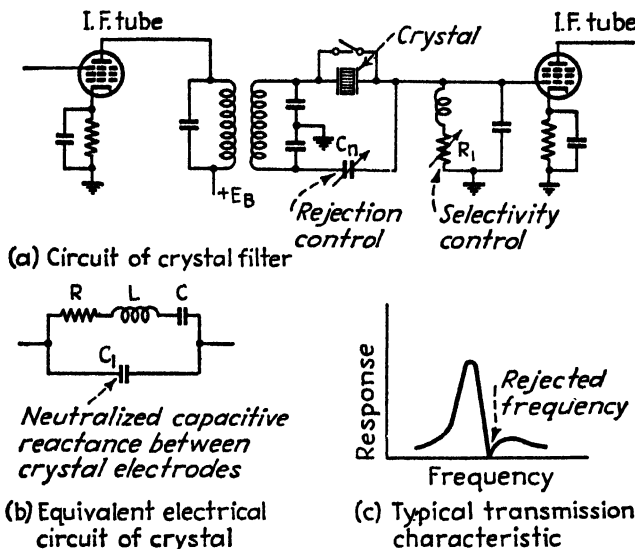 I.F. tube
I.F. tube
Crystal
Cn
R1
+EB
Rejection
control
Selectivity
control
(a) Circuit of crystal filter
R L C
C1
Neutralized capacitive
reactance between
crystal electrodes
(b) Equivalent electrical
circuit of crystal
Response
Rejected
frequency
Frequency
(c) Typical transmission
characteristic